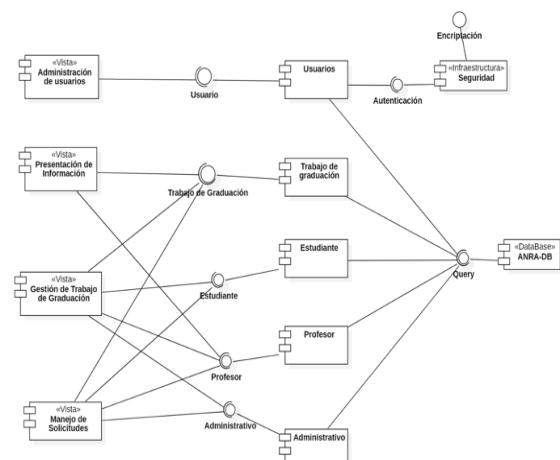 Encriptación
«Vista»
Administración
de usuarios
Usuario
Usuarios
Autenticación
«Infraestructura»
Seguridad
«Vista»
Presentación de
Información
Trabajo de Graduación
Trabajo de
graduación
«Vista»
Gestión de Trabajo
de Graduación
Estudiante
Estudiante
Query
«DataBase»
ANRA-DB
Profesor
Profesor
«Vista»
Manejo de
Solicitudes
Administrativo
Administrativo